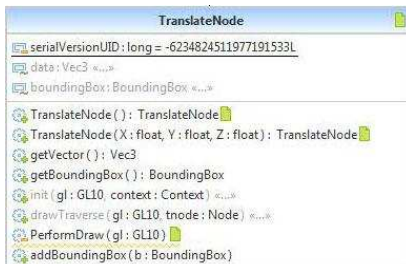 TranslateNode
serialVersionUID : long = -6234824511977191533L
data : Vec3 «...»
boundingBox : BoundingBox «...»
TranslateNode ( ) : TranslateNode
TranslateNode ( X : float, Y : float, Z : float ) : TranslateNode
getVector ( ) : Vec3
getBoundingBox ( ) : BoundingBox
init ( gl : GL10, context : Context ) «...»
drawTraverse ( gl : GL10, tnode : Node ) «...»
PerformDraw ( gl : GL10 )
addBoundingBox ( b : BoundingBox )